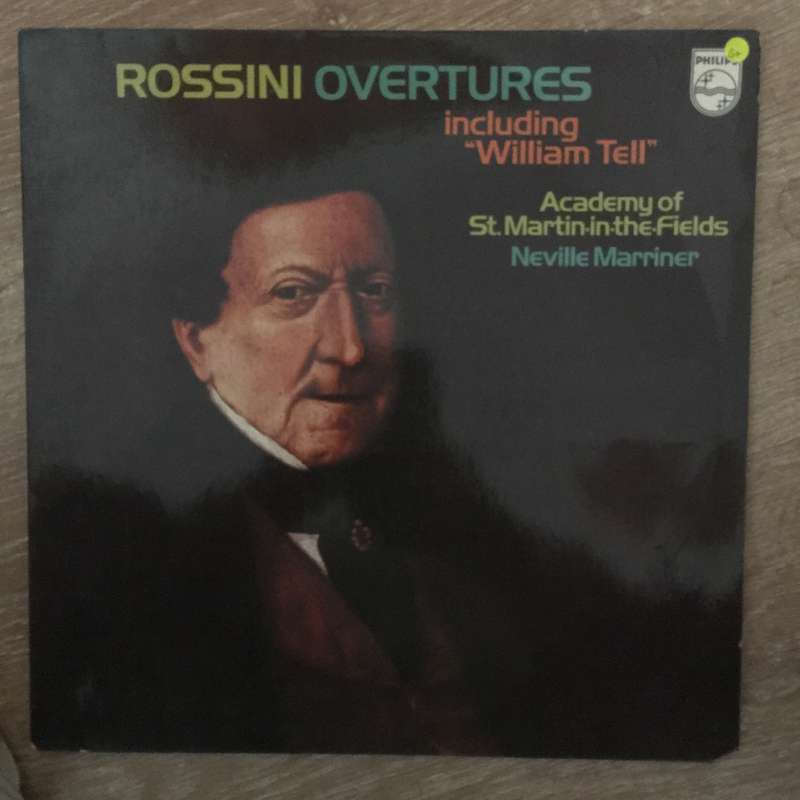 ROSSINI OVERTURES
including
"William Tell"
Academy of
St. Martin-in-the-Fields
Neville Marriner
PHILIPS
G+